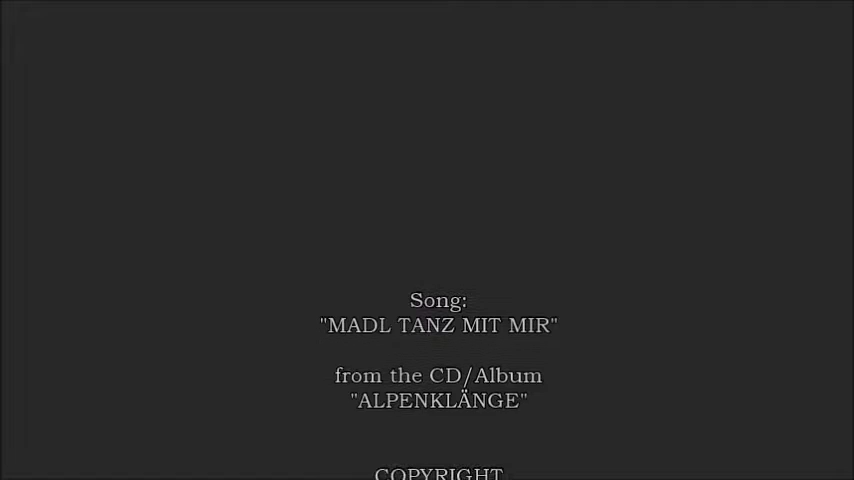 Song:
"MADL TANZ MIT MIR"
from the CD/Album
"ALPENKLÄNGE"
COPYRIGHT